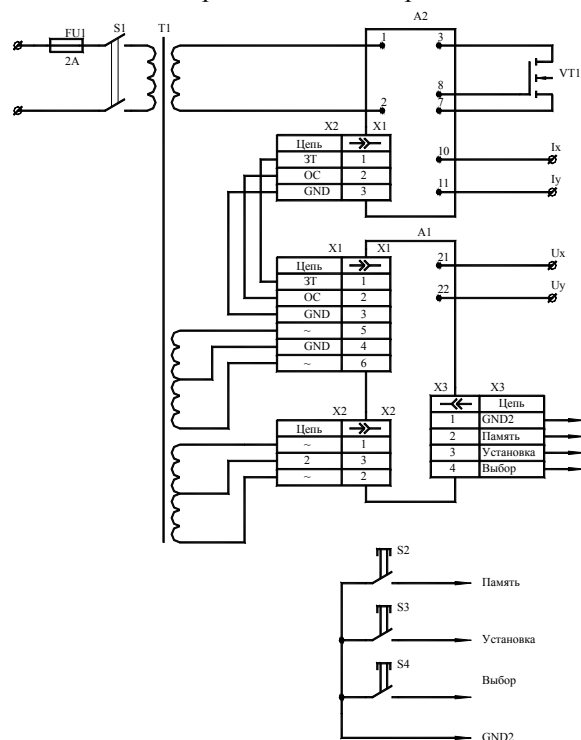 FU1 S1 T1 A2
2A
1 3
VT1
8
2 7
X2 X1
Цепь
ЗТ 1
ОС 2
GND 3
10 Ix
11 Iy
A1
X1 X1
Цепь
ЗТ 1
ОС 2
GND 3
~ 5
GND 4
~ 6
21 Ux
22 Uy
X3 X3
Цепь
1 GND2
2 Память
3 Установка
4 Выбор
X2 X2
Цепь
~ 1
2 3
~ 2
S2
Память
S3
Установка
S4
Выбор
GND2